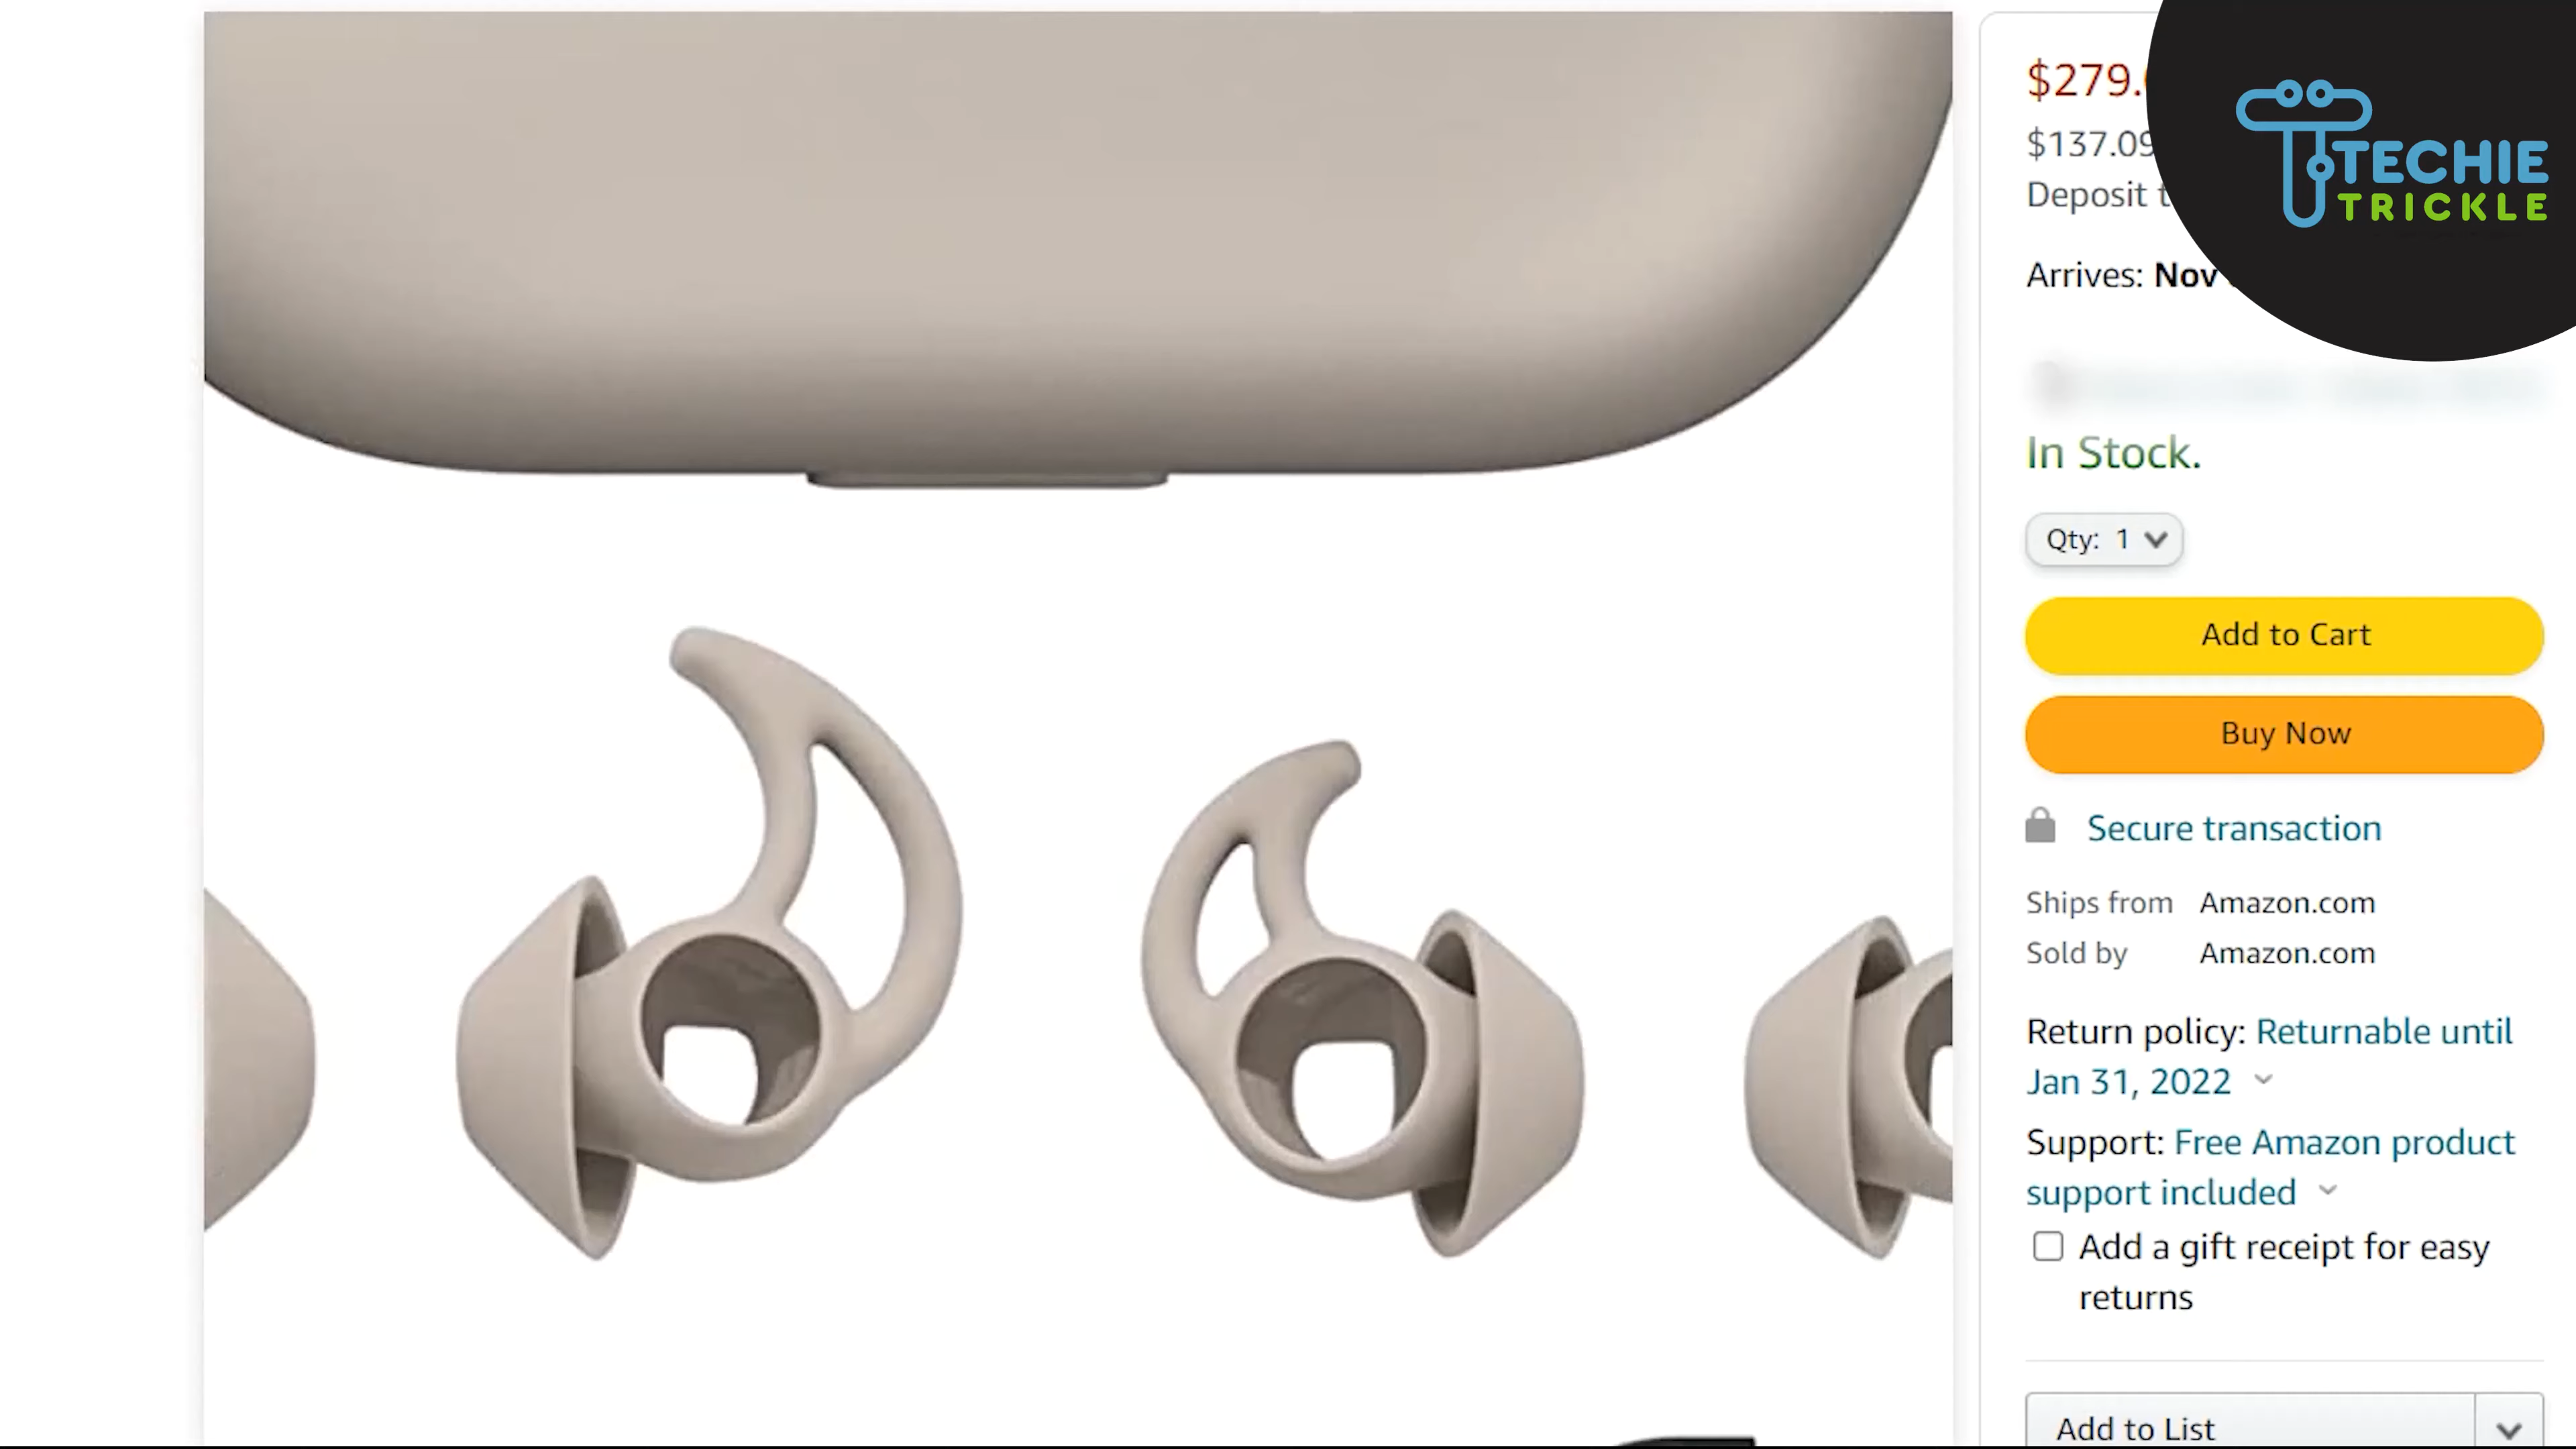 $279.
$137.09
Deposit
Arrives: Nov
TECHIE
TRICKLE
In Stock.
Qty: 1
Add to Cart
Buy Now
Secure transaction
Ships from Amazon.com
Sold by Amazon.com
Return policy: Returnable until
Jan 31, 2022
Support: Free Amazon product
support included
Add a gift receipt for easy
returns
Add to List